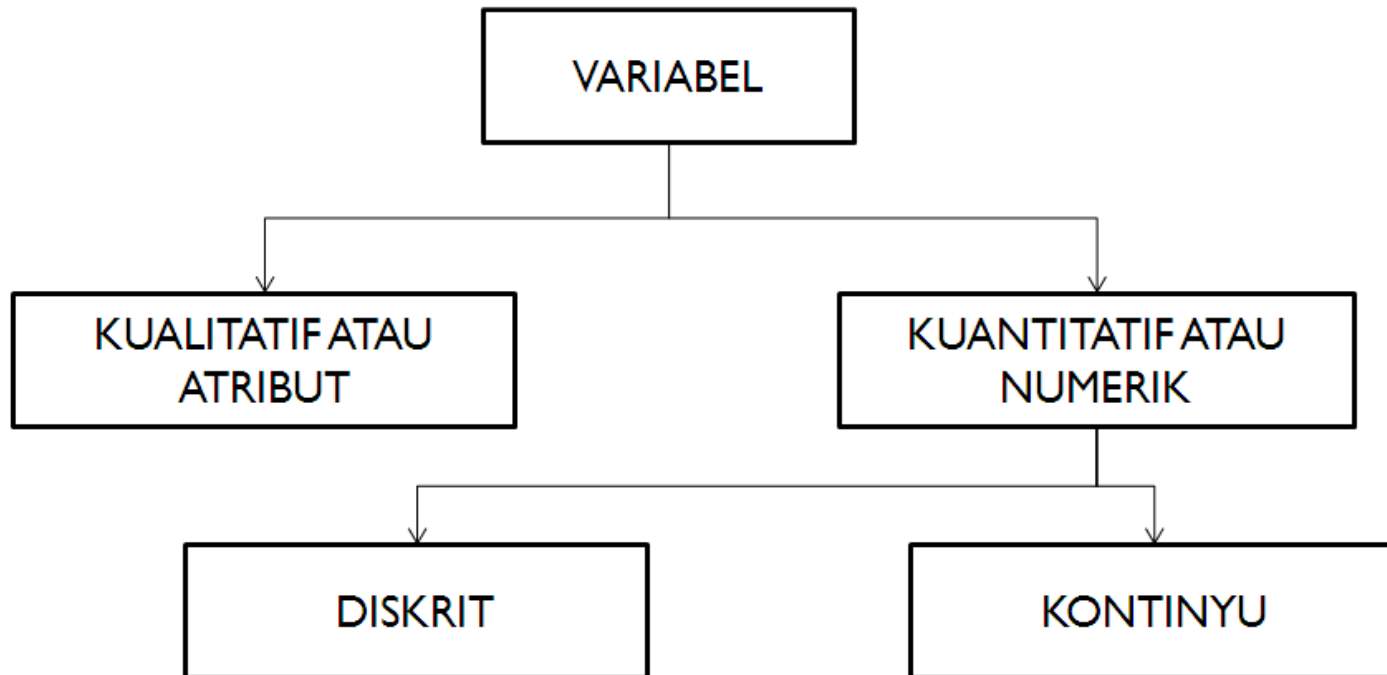 VARIABEL
KUALITATIF ATAU
ATRIBUT
KUANTITATIF ATAU
NUMERIK
DISKRIT
KONTINYU